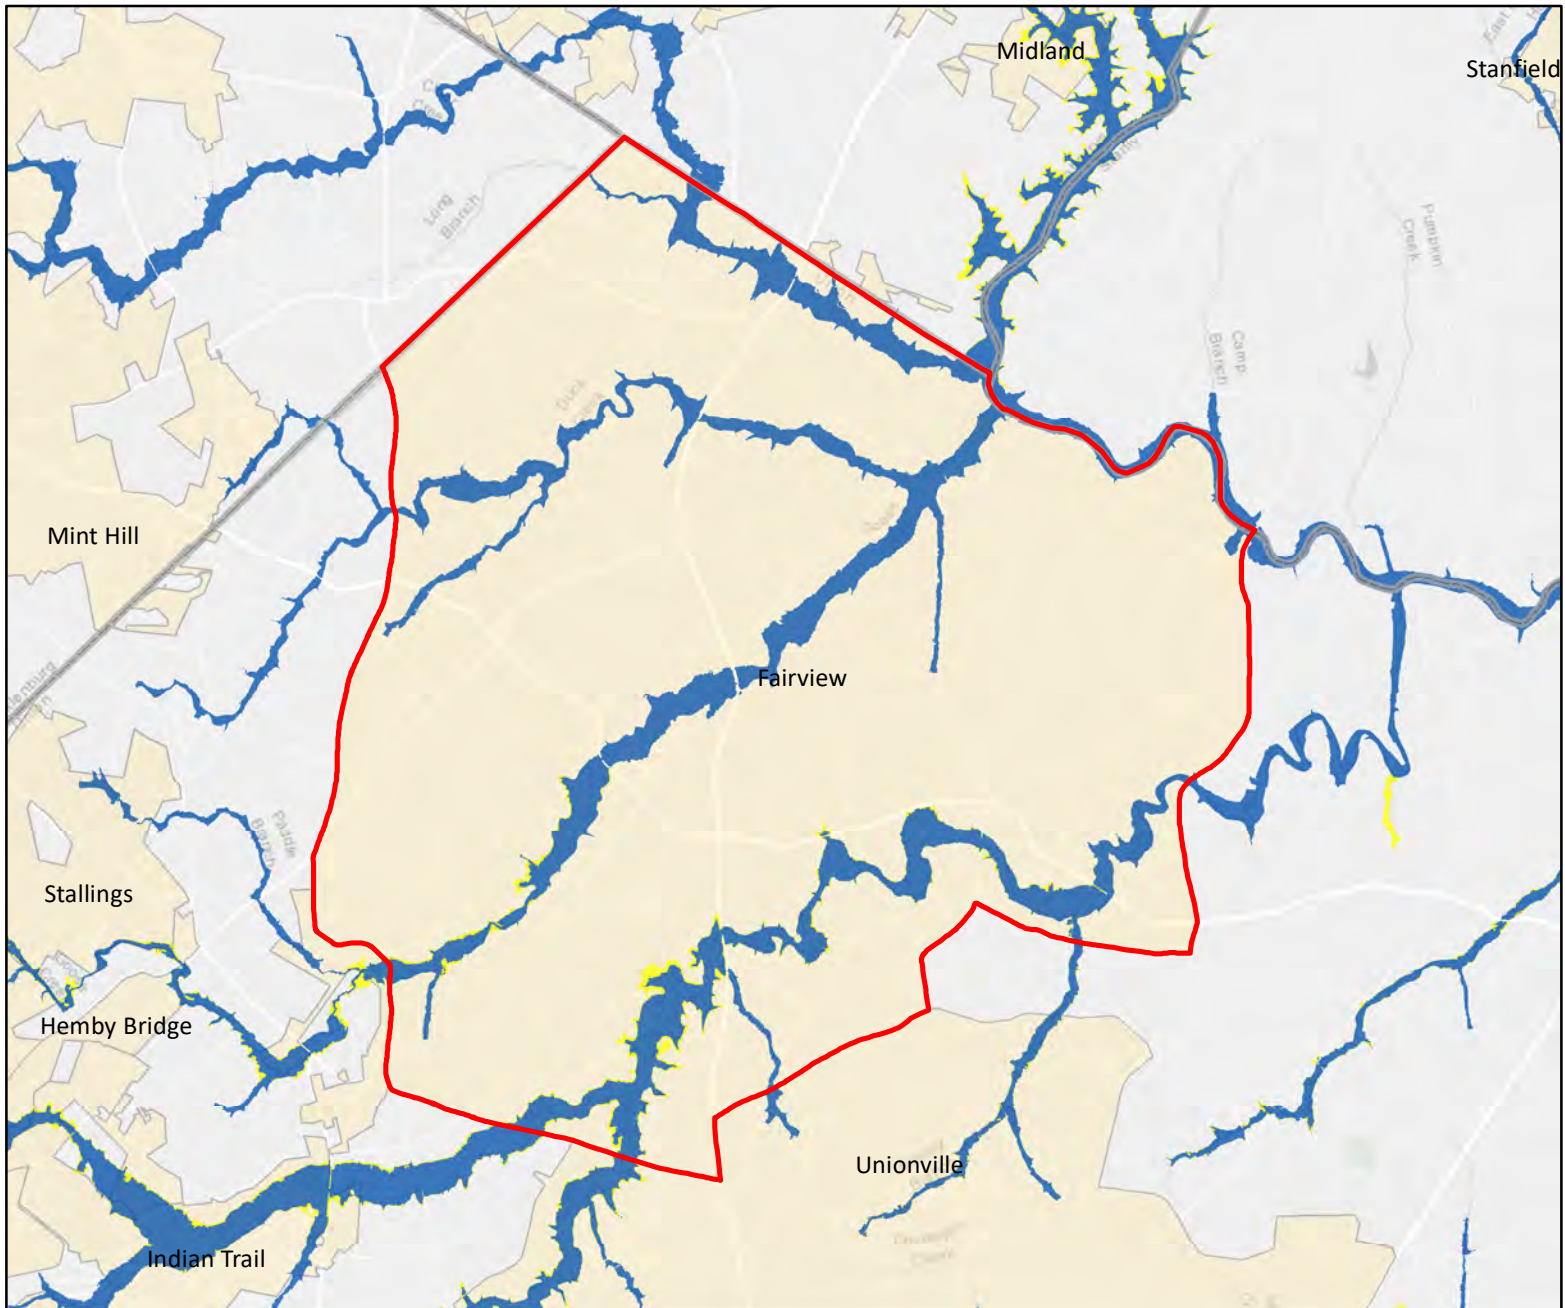 Midland
Stanfield
Long
Branch
Pumpkin
Creek
Camp
Branch
Duck
Mint Hill
Fairview
Paddle
Branch
Stallings
Hemby Bridge
Unionville
Indian Trail